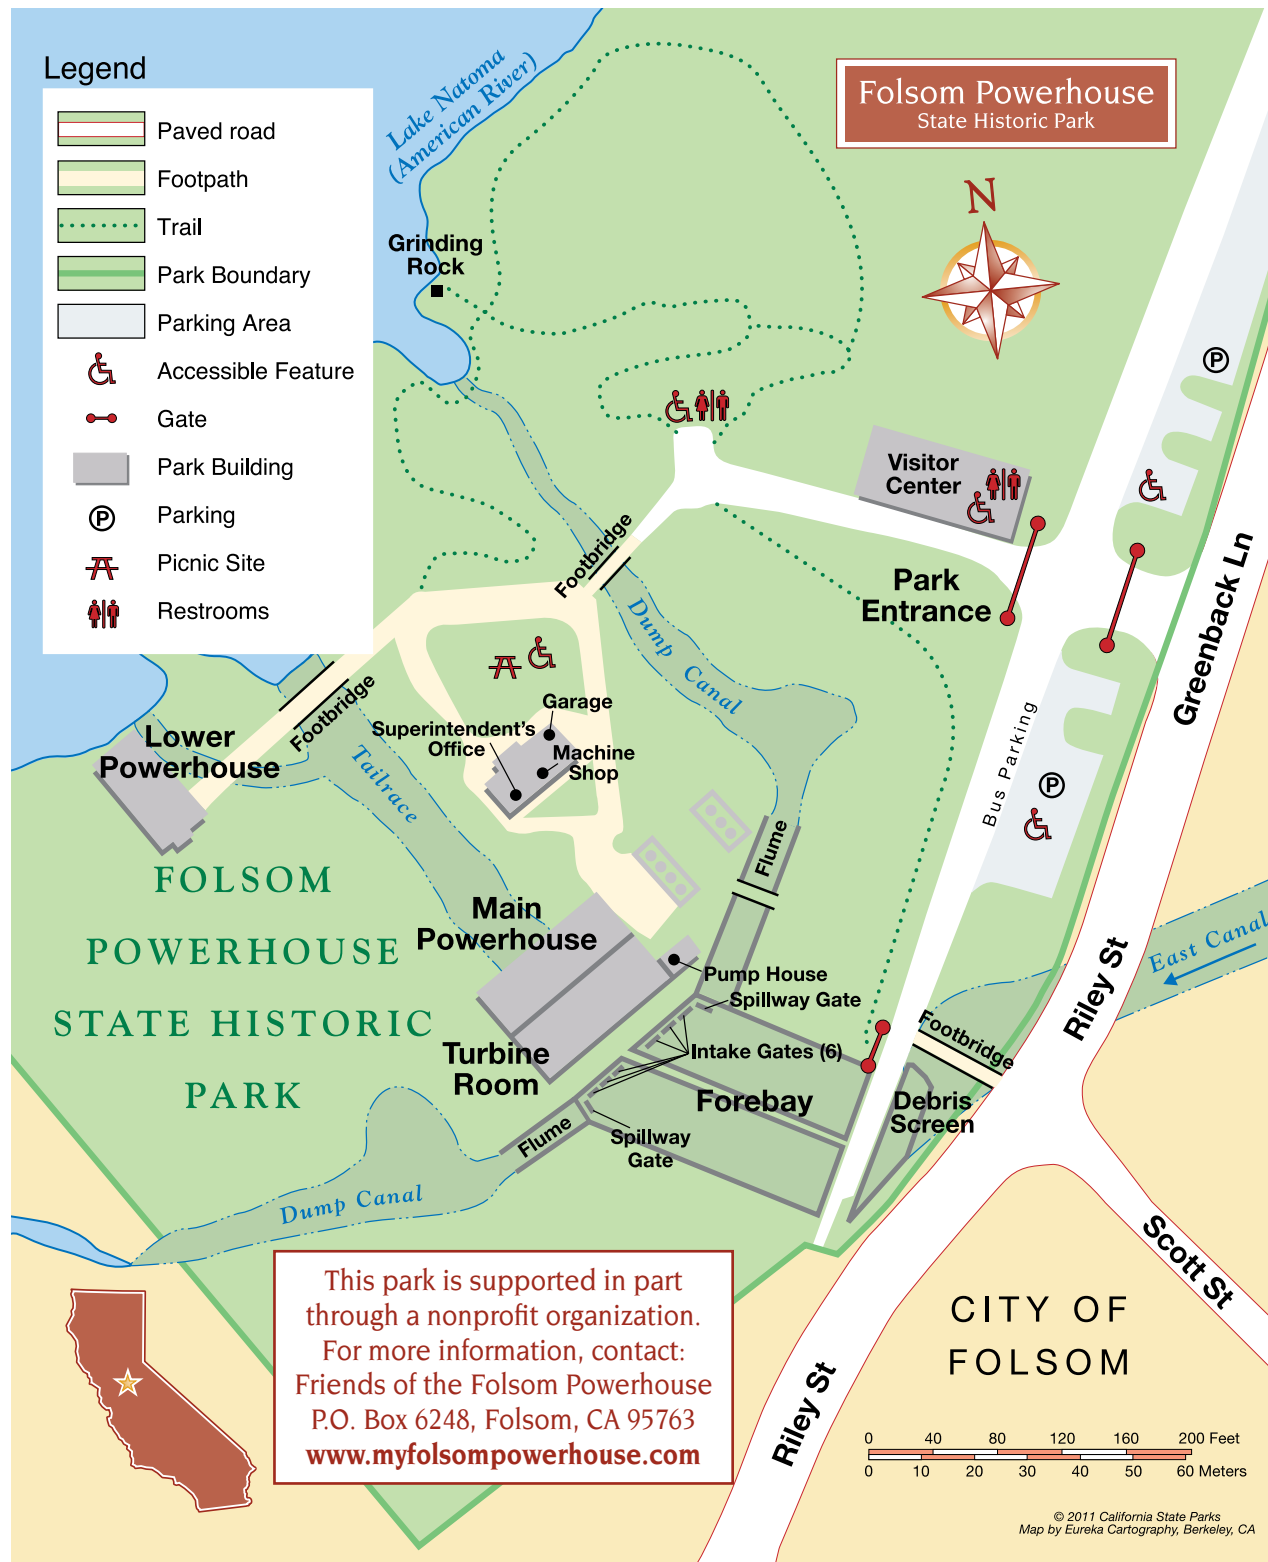 Legend
Paved road
Footpath
Trail
Park Boundary
Parking Area
Accessible Feature
Gate
Park Building
P
Parking
Picnic Site
Restrooms
Lake Natoma
(American River)
Folsom Powerhouse
State Historic Park
N
Grinding
Rock
P
Visitor
Center
Park
Entrance
Footbridge
Dump Canal
Greenback Ln
Footbridge
Garage
Superintendent's
Office
Machine
Shop
Lower
Powerhouse
Tailrace
Bus Parking
P
Flume
FOLSOM
POWERHOUSE
STATE HISTORIC
PARK
Main
Powerhouse
East Canal
Riley St
Pump House
Spillway Gate
Footbridge
Intake Gates (6)
Turbine
Room
Forebay
Debris
Screen
Flume
Spillway
Gate
Dump Canal
Scott St
This park is supported in part
through a nonprofit organization.
For more information, contact:
Friends of the Folsom Powerhouse
P.O. Box 6248, Folsom, CA 95763
www.myfolsompowerhouse.com
CITY OF
FOLSOM
Riley St
0 40 80 120 160 200 Feet
0 10 20 30 40 50 60 Meters
© 2011 California State Parks
Map by Eureka Cartography, Berkeley, CA